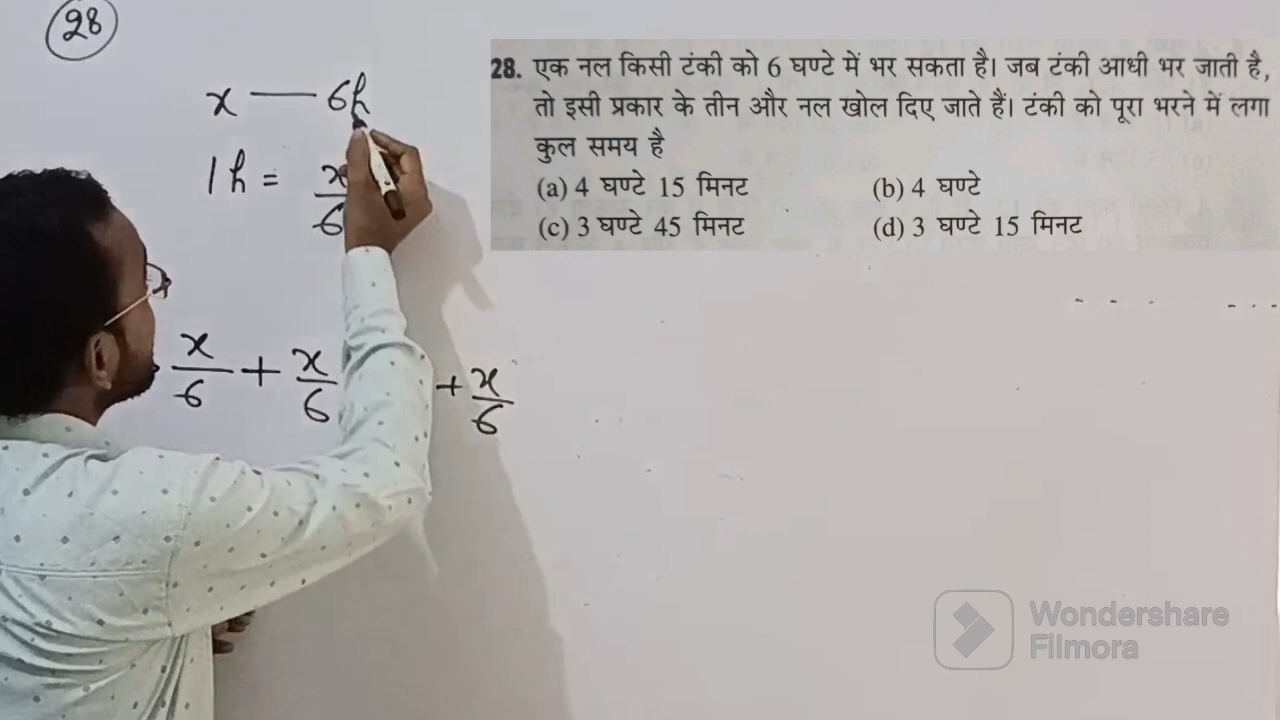 28
x — 6h
1h = x/6
x/6 + x/6 + x/6
28. एक नल किसी टंकी को 6 घण्टे में भर सकता है। जब टंकी आधी भर जाती है,
तो इसी प्रकार के तीन और नल खोल दिए जाते हैं। टंकी को पूरा भरने में लगा
कुल समय है
(a) 4 घण्टे 15 मिनट (b) 4 घण्टे
(c) 3 घण्टे 45 मिनट (d) 3 घण्टे 15 मिनट
Wondershare
Filmora